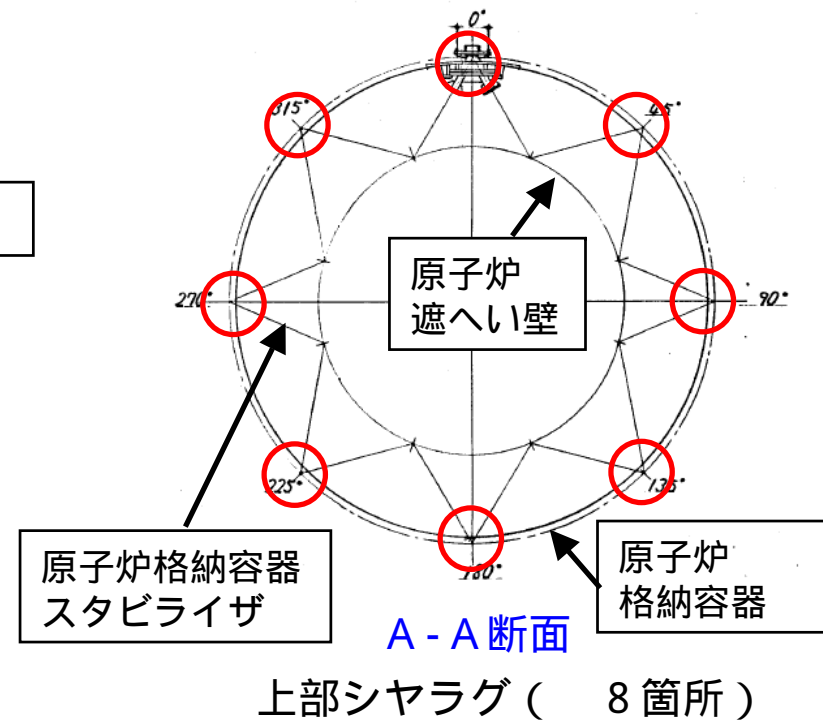 0°
315°
45°
原子炉
遮へい壁
270°
90°
225°
135°
原子炉格納容器
スタビライザ
180°
原子炉
格納容器
A-A断面
上部シヤラグ(　8箇所)